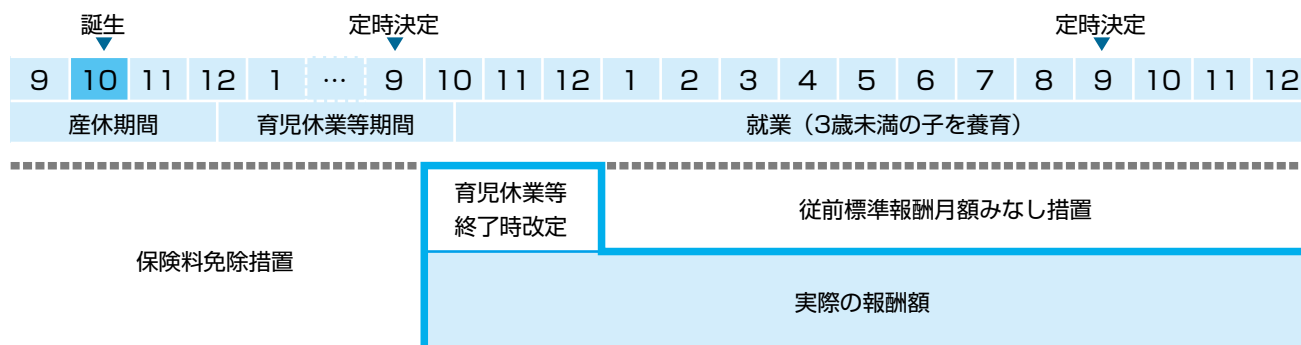 誕生 定時決定 定時決定
9 10 11 12 1 … 9 10 11 12 1 2 3 4 5 6 7 8 9 10 11 12
産休期間 育児休業等期間 就業（3歳未満の子を養育）
育児休業等
終了時改定
従前標準報酬月額みなし措置
保険料免除措置
実際の報酬額